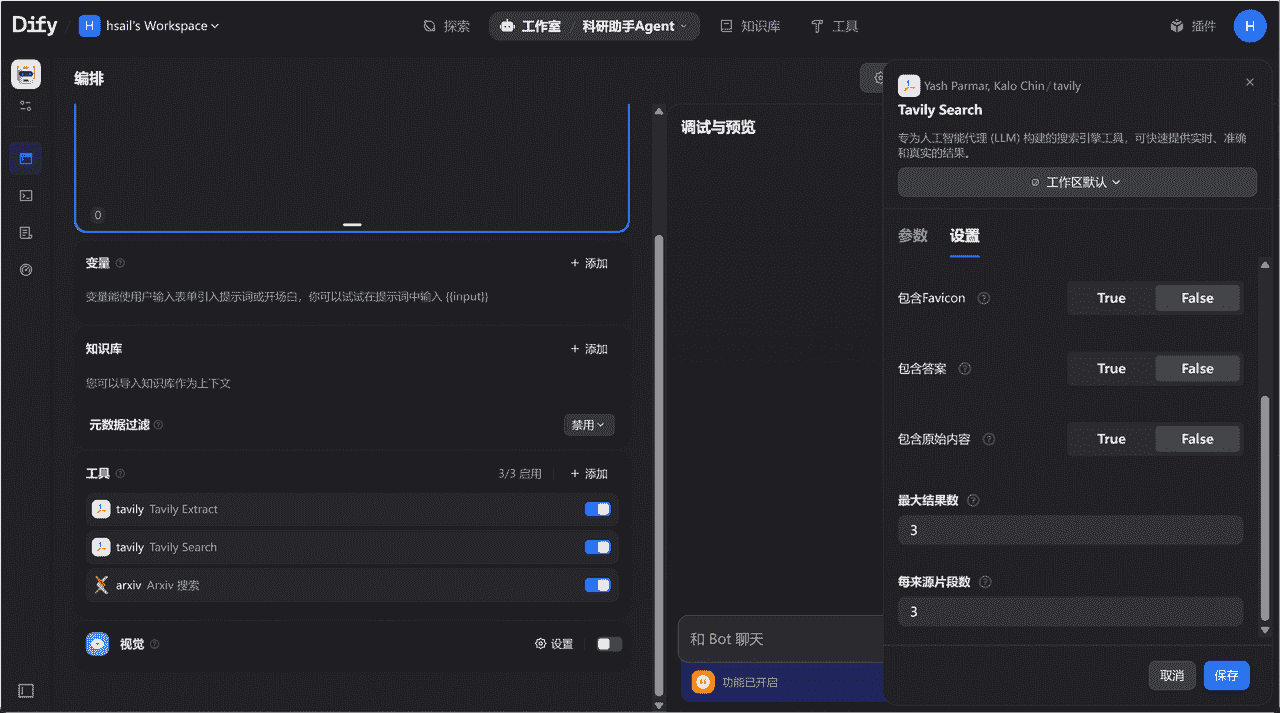 Dify / H hsail's Workspace
探索
工作室 / 科研助手Agent
知识库
工具
插件
H
编排
0
变量
+ 添加
变量能使用户输入表单引入提示词或开场白，你可以试试在提示词中输入 {{input}}
知识库
+ 添加
您可以导入知识库作为上下文
元数据过滤
禁用
工具
3/3 启用
+ 添加
tavily Tavily Extract
tavily Tavily Search
arxiv Arxiv 搜索
视觉
设置
调试与预览
和 Bot 聊天
功能已开启
Yash Parmar, Kalo Chin / tavily
Tavily Search
专为人工智能代理 (LLM) 构建的搜索引擎工具，可快速提供实时、准确
和真实的结果。
工作区默认
参数 设置
包含Favicon True False
包含答案 True False
包含原始内容 True False
最大结果数
3
每来源片段数
3
取消 保存